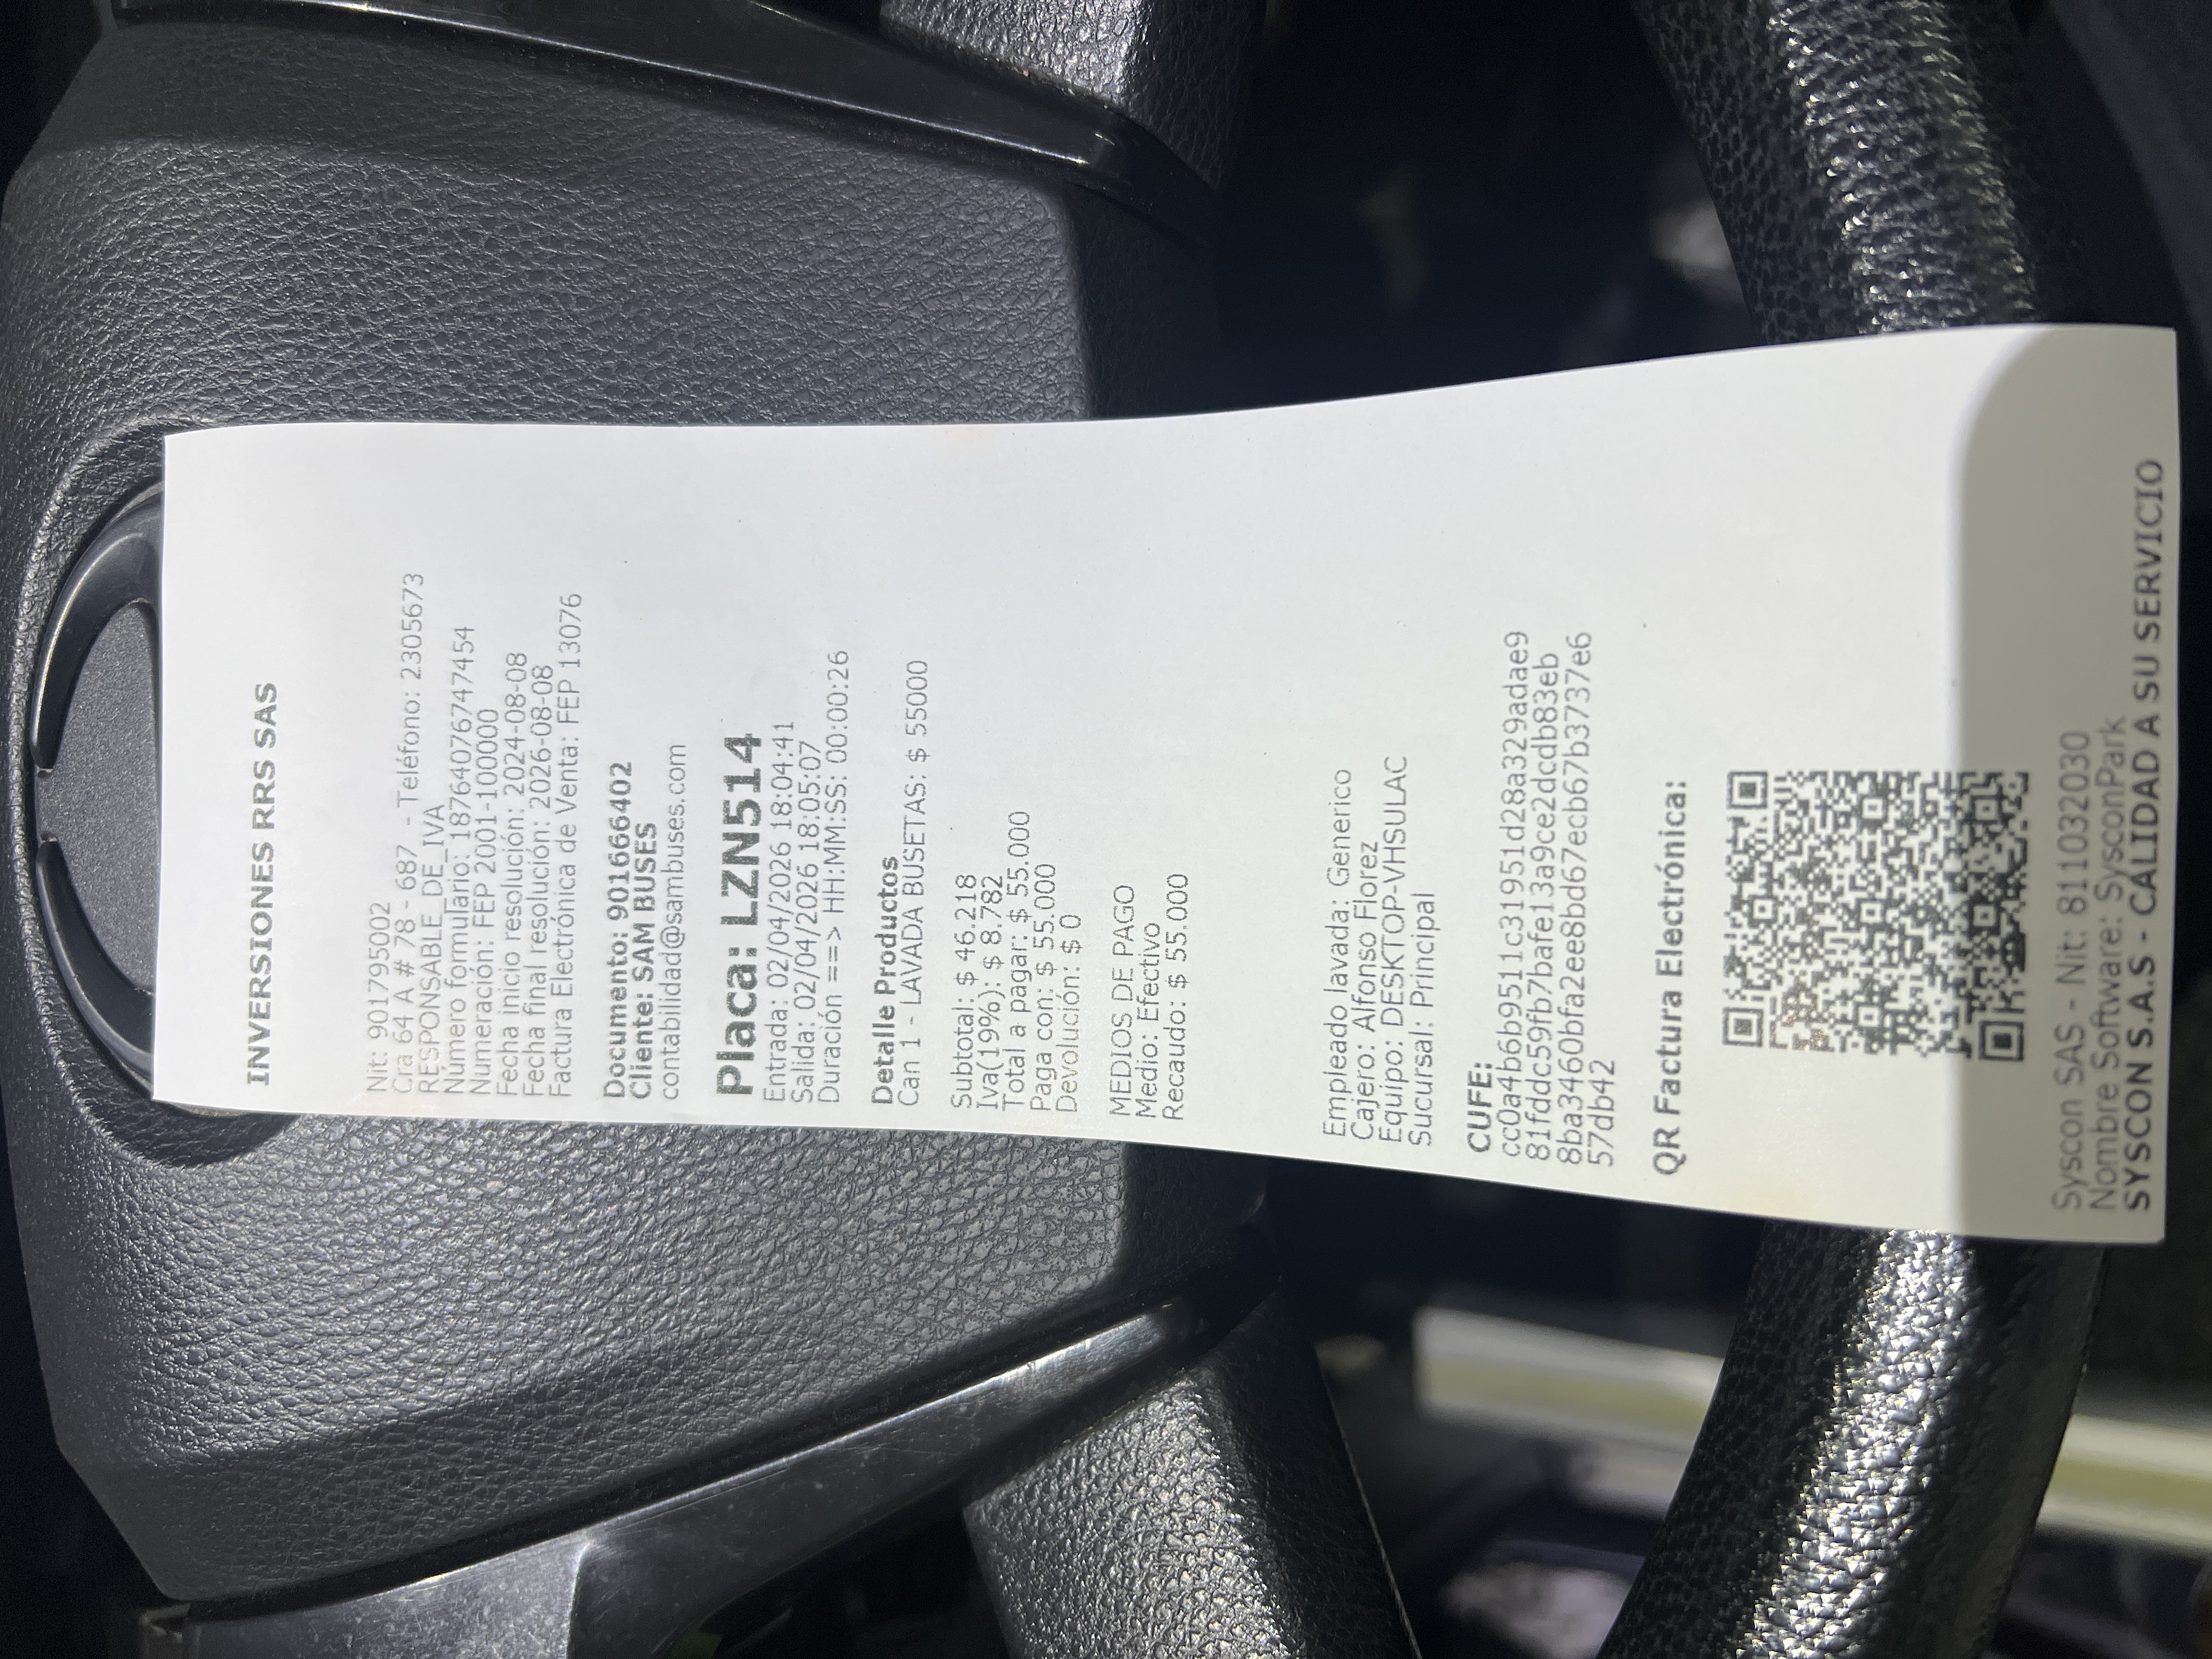 INVERSIONES RRS SAS
Nit: 901795002
Cra 64 A # 78 - 687 - Teléfono: 2305673
RESPONSABLE_DE_IVA
Número formulario: 18764076747454
Numeración: FEP 2001-100000
Fecha inicio resolución: 2024-08-08
Fecha final resolución: 2026-08-08
Factura Electrónica de Venta: FEP 13076
Documento: 901666402
Cliente: SAM BUSES
contabilidad@sambuses.com
Placa: LZN514
Entrada: 02/04/2026 18:04:41
Salida: 02/04/2026 18:05:07
Duración ==> HH:MM:SS: 00:00:26
Detalle Productos
Can 1 - LAVADA BUSETAS: $ 55000
Subtotal: $ 46.218
Iva(19%): $ 8.782
Total a pagar: $ 55.000
Paga con: $ 55.000
Devolución: $ 0
MEDIOS DE PAGO
Medio: Efectivo
Recaudo: $ 55.000
Empleado lavada: Generico
Cajero: Alfonso Florez
Equipo: DESKTOP-VHSULAC
Sucursal: Principal
CUFE:
cc0a4b6b9511c31951d28a329adae9
81fddc59fb7bafe13a9ce2dcdb83eb
8ba3460bfa2ee8bd67ecb67b3737e6
57db42
QR Factura Electrónica:
Syscon SAS - Nit: 811032030
Nombre Software: SysconPark
SYSCON S.A.S - CALIDAD A SU SERVICIO